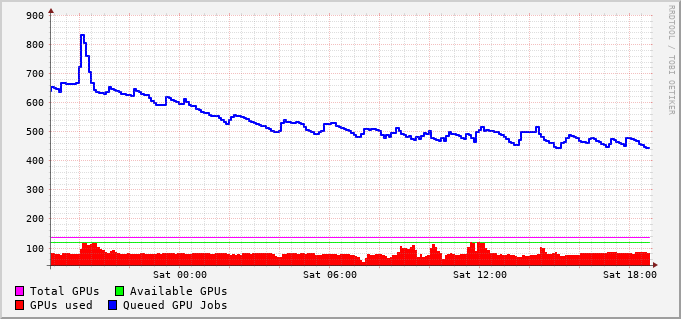 900
800
700
600
500
400
300
200
100
Sat 00:00 Sat 06:00 Sat 12:00 Sat 18:00
Total GPUs Available GPUs
GPUs used Queued GPU Jobs
RRDTOOL / TOBI OETIKER